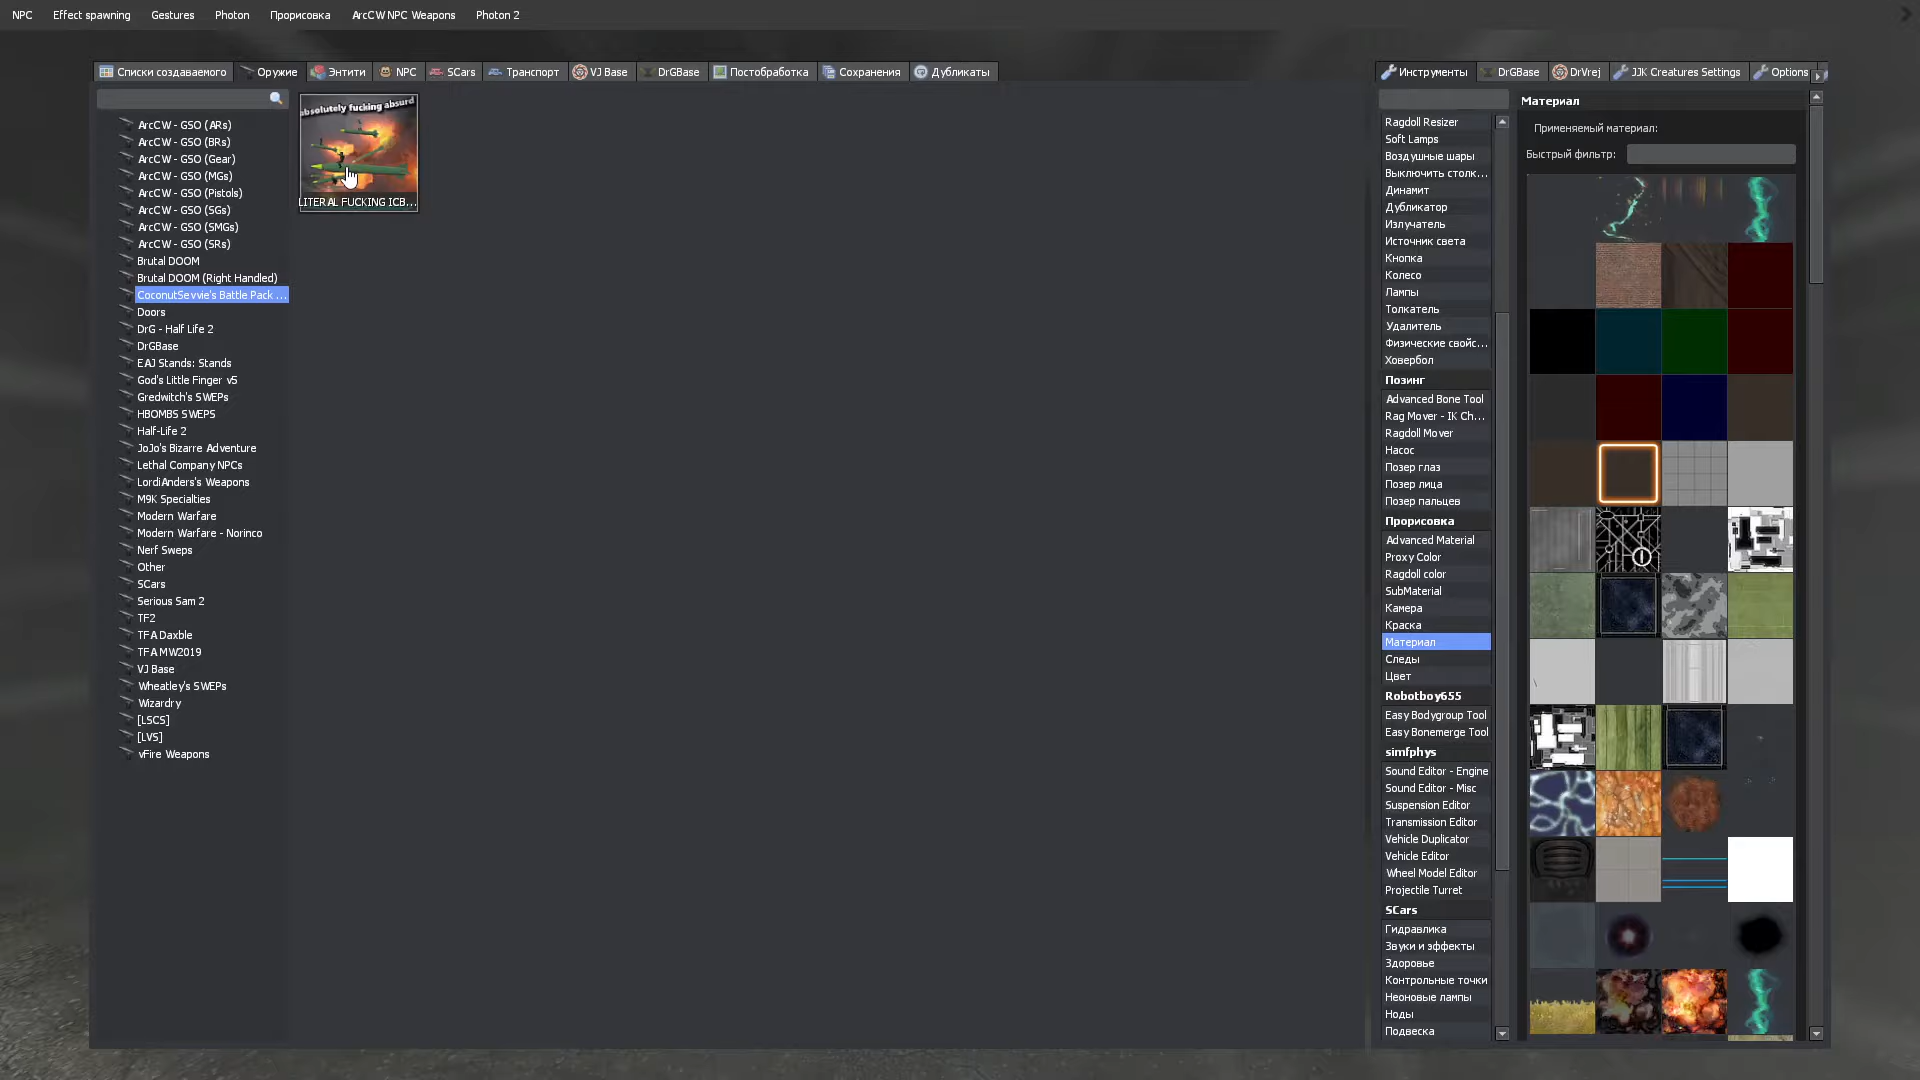 NPC Effect spawning Gestures Photon Прорисовка ArcCW NPC Weapons Photon 2
Списки создаваемого Оружие Энтити NPC SCars Транспорт VJ Base DrGBase Постобработка Сохранения Дубликаты
ArcCW - GSO (ARs)
ArcCW - GSO (BRs)
ArcCW - GSO (Gear)
ArcCW - GSO (MGs)
ArcCW - GSO (Pistols)
ArcCW - GSO (SGs)
ArcCW - GSO (SMGs)
ArcCW - GSO (SRs)
Brutal DOOM
Brutal DOOM (Right Handled)
CoconutSevvie's Battle Pack ...
Doors
DrG - Half Life 2
DrGBase
EAJ Stands: Stands
God's Little Finger v5
Gredwitch's SWEPs
HBOMBS SWEPS
Half-Life 2
JoJo's Bizarre Adventure
Lethal Company NPCs
LordiAnders's Weapons
M9K Specialties
Modern Warfare
Modern Warfare - Norinco
Nerf Sweps
Other
SCars
Serious Sam 2
TF2
TFA Daxble
TFA MW2019
VJ Base
Wheatley's SWEPs
Wizardry
[LSCS]
[LVS]
vFire Weapons
absolutely fucking absurd
LITERAL FUCKING ICB...
Инструменты DrGBase DrVrej JJK Creatures Settings Options
Ragdoll Resizer
Soft Lamps
Воздушные шары
Выключить столк...
Динамит
Дубликатор
Излучатель
Источник света
Кнопка
Колесо
Лампы
Толкатель
Удалитель
Физические свойс...
Ховербол
Позинг
Advanced Bone Tool
Rag Mover - IK Ch...
Ragdoll Mover
Насос
Позер глаз
Позер лица
Позер пальцев
Прорисовка
Advanced Material
Proxy Color
Ragdoll color
SubMaterial
Камера
Краска
Материал
Следы
Цвет
Robotboy655
Easy Bodygroup Tool
Easy Bonemerge Tool
simfphys
Sound Editor - Engine
Sound Editor - Misc
Suspension Editor
Transmission Editor
Vehicle Duplicator
Vehicle Editor
Wheel Model Editor
Projectile Turret
SCars
Гидравлика
Звуки и эффекты
Здоровье
Контрольные точки
Неоновые лампы
Ноды
Подвеска
Материал
Применяемый материал:
Быстрый фильтр: